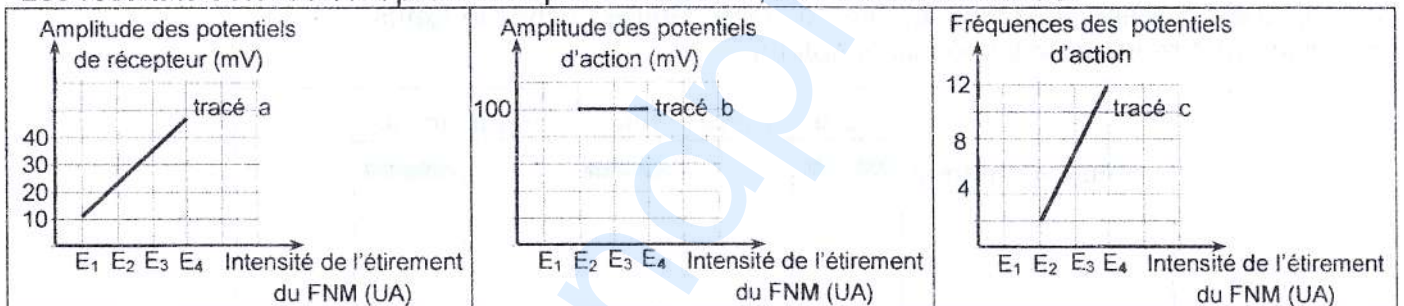 Amplitude des potentiels
de récepteur (mV)
tracé a
40
30
20
10
E₁ E₂ E₃ E₄ Intensité de l'étirement
du FNM (UA)
Amplitude des potentiels
d'action (mV)
100
tracé b
E₁ E₂ E₃ E₄ Intensité de l'étirement
du FNM (UA)
Fréquences des potentiels
d'action
12
tracé c
8
4
E₁ E₂ E₃ E₄ Intensité de l'étirement
du FNM (UA)